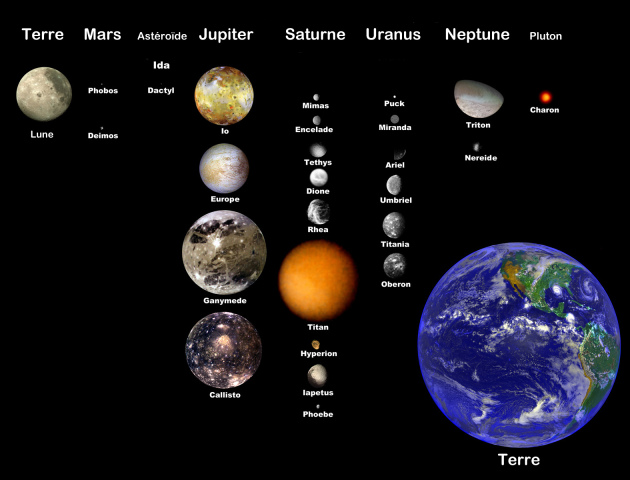 Terre
Mars
Astéroïde
Jupiter
Saturne
Uranus
Neptune
Pluton
Lune
Phobos
Deimos
Ida
Dactyl
Io
Europe
Ganymede
Callisto
Mimas
Encelade
Tethys
Dione
Rhea
Titan
Hyperion
Iapetus
Phoebe
Puck
Miranda
Ariel
Umbriel
Titania
Oberon
Triton
Nereide
Charon
Terre